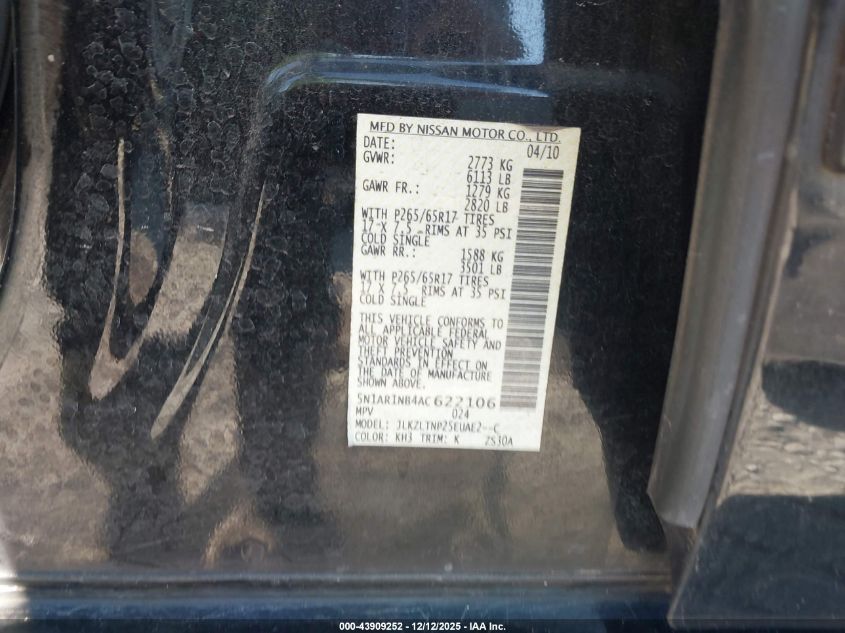 MFD BY NISSAN MOTOR CO., LTD.
DATE: 04/10
GVWR: 2773 KG
6113 LB
GAWR FR.: 1279 KG
2820 LB
WITH P265/65R17 TIRES
17 X 7.5 RIMS AT 35 PSI
COLD SINGLE
GAWR RR.: 1588 KG
3501 LB
WITH P265/65R17 TIRES
17 X 7.5 RIMS AT 35 PSI
COLD SINGLE
THIS VEHICLE CONFORMS TO
ALL APPLICABLE FEDERAL
MOTOR VEHICLE SAFETY AND
THEFT PREVENTION
STANDARDS IN EFFECT ON
THE DATE OF MANUFACTURE
SHOWN ABOVE.
5N1AR1NB4AC622106
MPV 024
MODEL: JLKZLTNP25EUAE2--C
COLOR: KH3 TRIM: K ZS30A
000-43909252 - 12/12/2025 - IAA Inc.